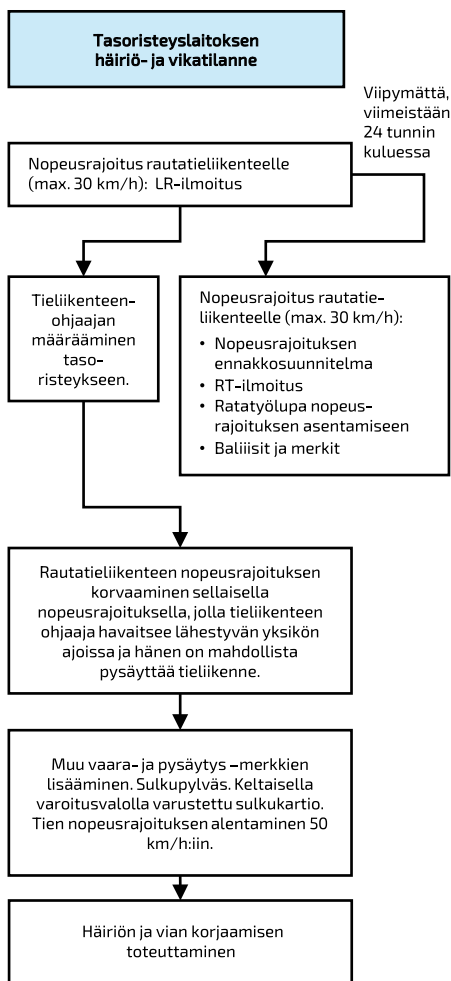 Tasoristeyslaitoksen
häiriö- ja vikatilanne
Viipymättä,
viimeistään
24 tunnin
kuluessa
Nopeusrajoitus rautatieliikenteelle
(max. 30 km/h): LR-ilmoitus
Tieliikenteen-
ohjaajan
määrääminen
taso-
risteykseen.
Nopeusrajoitus rautatie-
liikenteelle (max. 30 km/h):
• Nopeusrajoituksen
ennakkosuunnitelma
• RT-ilmoitus
• Ratatyölupa nopeus-
rajoituksen asentamiseen
• Baliiisit ja merkit
Rautatieliikenteen nopeusrajoituksen
korvaaminen sellaisella
nopeusrajoituksella, jolla tieliikenteen
ohjaaja havaitsee lähestyvän yksikön
ajoissa ja hänen on mahdollista
pysäyttää tieliikenne.
Muu vaara- ja pysäytys –merkkien
lisääminen. Sulkupylväs. Keltaisella
varoitusvalolla varustettu sulkukartio.
Tien nopeusrajoituksen alentaminen 50
km/h:iin.
Häiriön ja vian korjaamisen
toteuttaminen